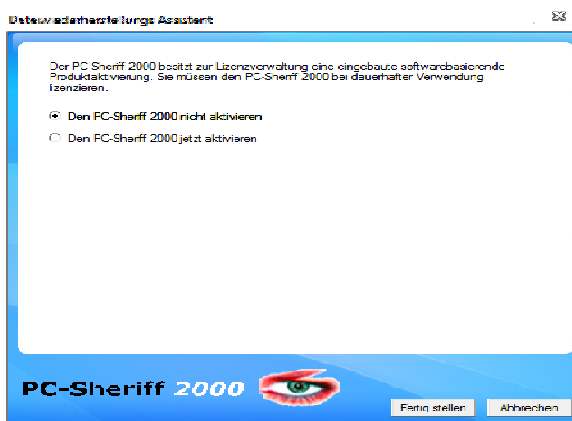 Datenwiederherstellungs Assistent
Der PC Sheriff 2000 besitzt zur Lizenzverwaltung eine eingebaute softwarebasierende
Produktaktivierung. Sie müssen den PC-Sheriff 2000 bei dauerhafter Verwendung
lizenzieren.
Den PC-Sheriff 2000 nicht aktivieren
Den PC-Sheriff 2000 jetzt aktivieren
PC-Sheriff 2000
Fertig stellen Abbrechen